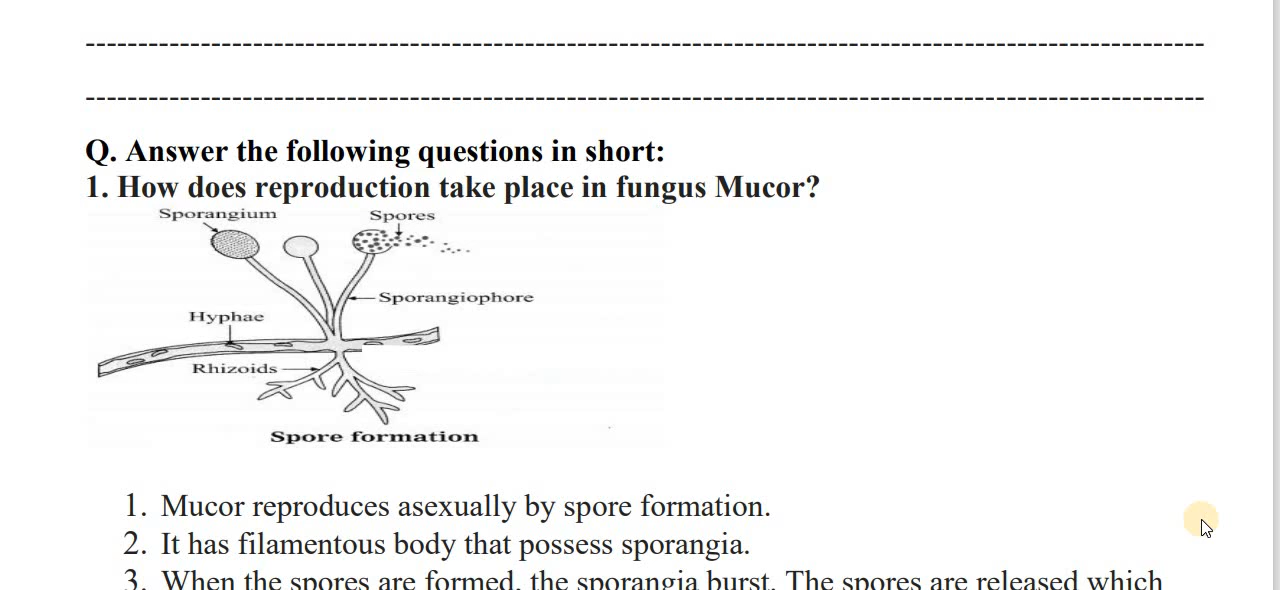 Q. Answer the following questions in short:
1. How does reproduction take place in fungus Mucor?
Sporangium
Spores
Sporangiophore
Hyphae
Rhizoids
Spore formation
1. Mucor reproduces asexually by spore formation.
2. It has filamentous body that possess sporangia.
3. When the spores are formed, the sporangia burst. The spores are released which